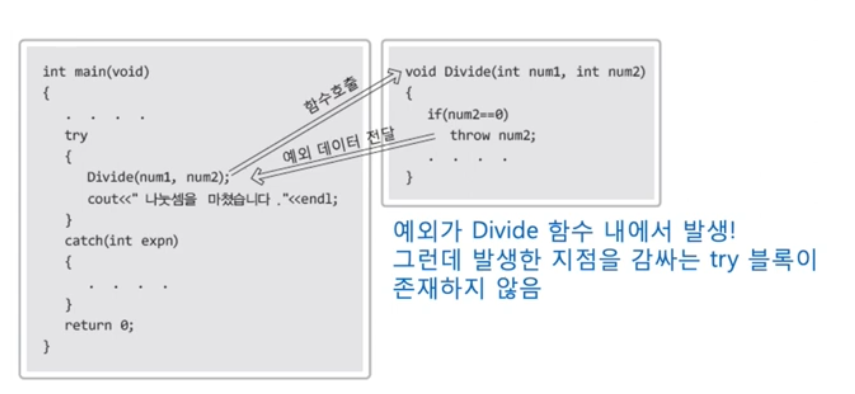 int main(void)
{
. . . .
try
{
Divide(num1, num2);
cout<<" 나눗셈을 마쳤습니다 ."<<endl;
}
catch(int expn)
{
. . . .
}
return 0;
}
함수호출
예외 데이터 전달
void Divide(int num1, int num2)
{
if(num2==0)
throw num2;
. . . .
}
예외가 Divide 함수 내에서 발생!
그런데 발생한 지점을 감싸는 try 블록이
존재하지 않음